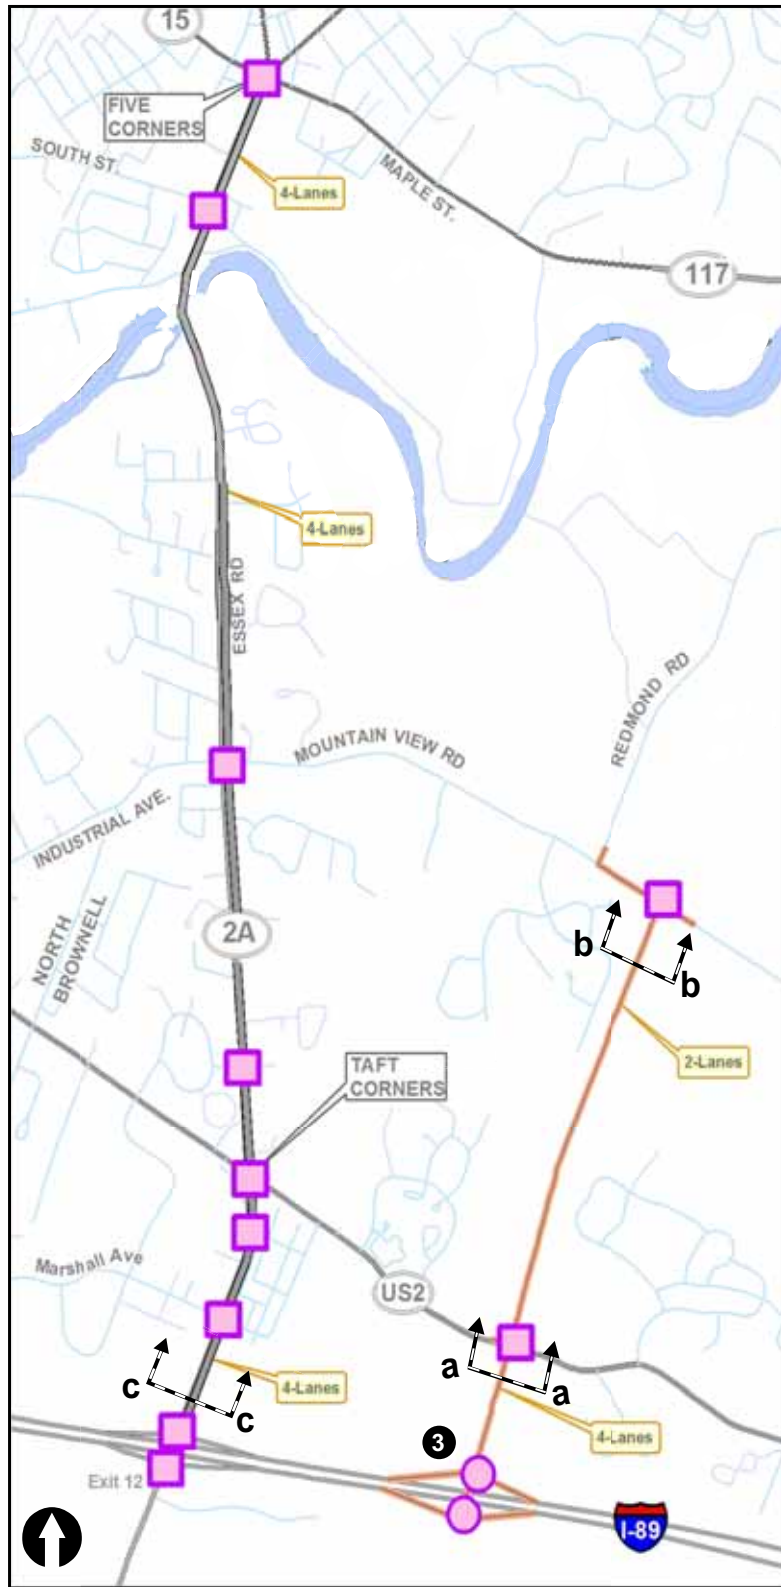 15
FIVE
CORNERS
SOUTH ST.
4-Lanes
MAPLE ST.
117
4-Lanes
ESSEX RD
REDMOND RD
MOUNTAIN VIEW RD
INDUSTRIAL AVE.
NORTH
BROWNELL
2A
b
b
TAFT
CORNERS
2-Lanes
Marshall Ave
US2
a
a
c
c
4-Lanes
4-Lanes
3
Exit 12
I-89